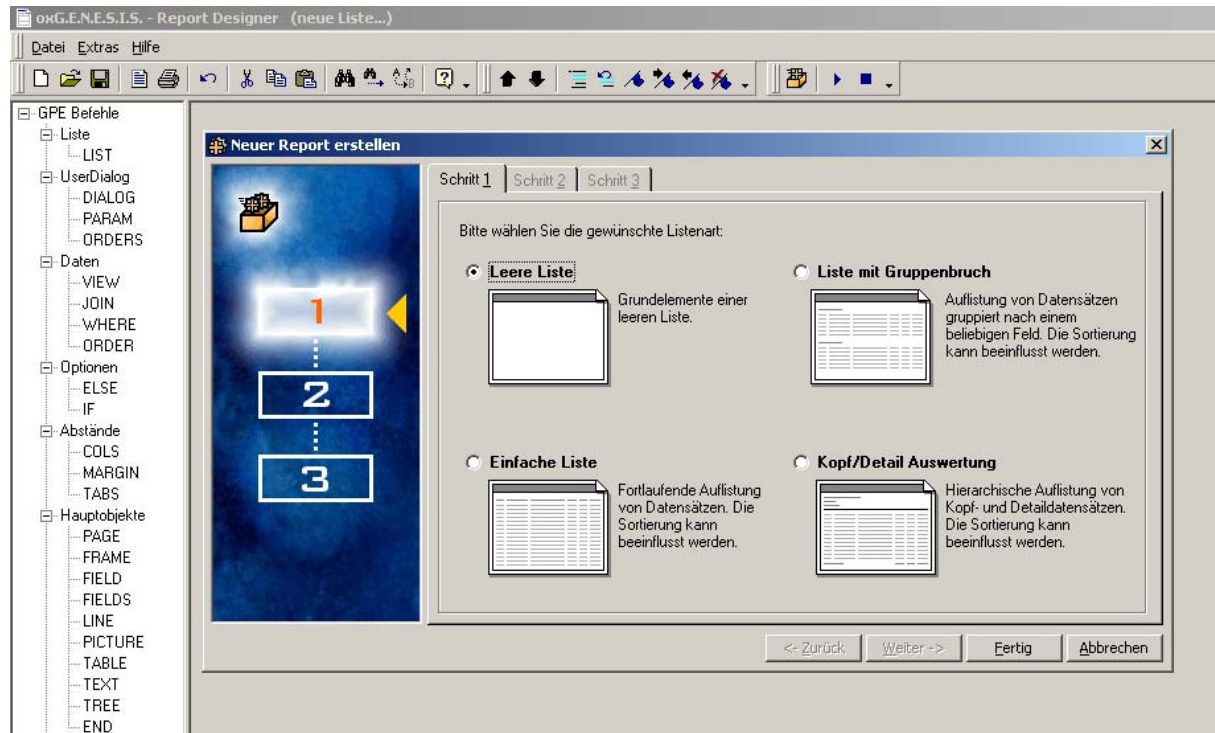 oxG.E.N.E.S.I.S. - Report Designer (neue Liste...)
Datei Extras Hilfe
GPE Befehle
Liste
LIST
UserDialog
DIALOG
PARAM
ORDERS
Daten
VIEW
JOIN
WHERE
ORDER
Optionen
ELSE
IF
Abstände
COLS
MARGIN
TABS
Hauptobjekte
PAGE
FRAME
FIELD
FIELDS
LINE
PICTURE
TABLE
TEXT
TREE
END
Neuer Report erstellen
1
2
3
Schritt 1 Schritt 2 Schritt 3
Bitte wählen Sie die gewünschte Listenart:
Leere Liste
Grundelemente einer
leeren Liste.
Liste mit Gruppenbruch
Auflistung von Datensätzen
gruppiert nach einem
beliebigen Feld. Die Sortierung
kann beeinflusst werden.
Einfache Liste
Fortlaufende Auflistung
von Datensätzen. Die
Sortierung kann
beeinflusst werden.
Kopf/Detail Auswertung
Hierarchische Auflistung von
Kopf- und Detaildatensätzen.
Die Sortierung kann
beeinflusst werden.
<- Zurück Weiter -> Fertig Abbrechen